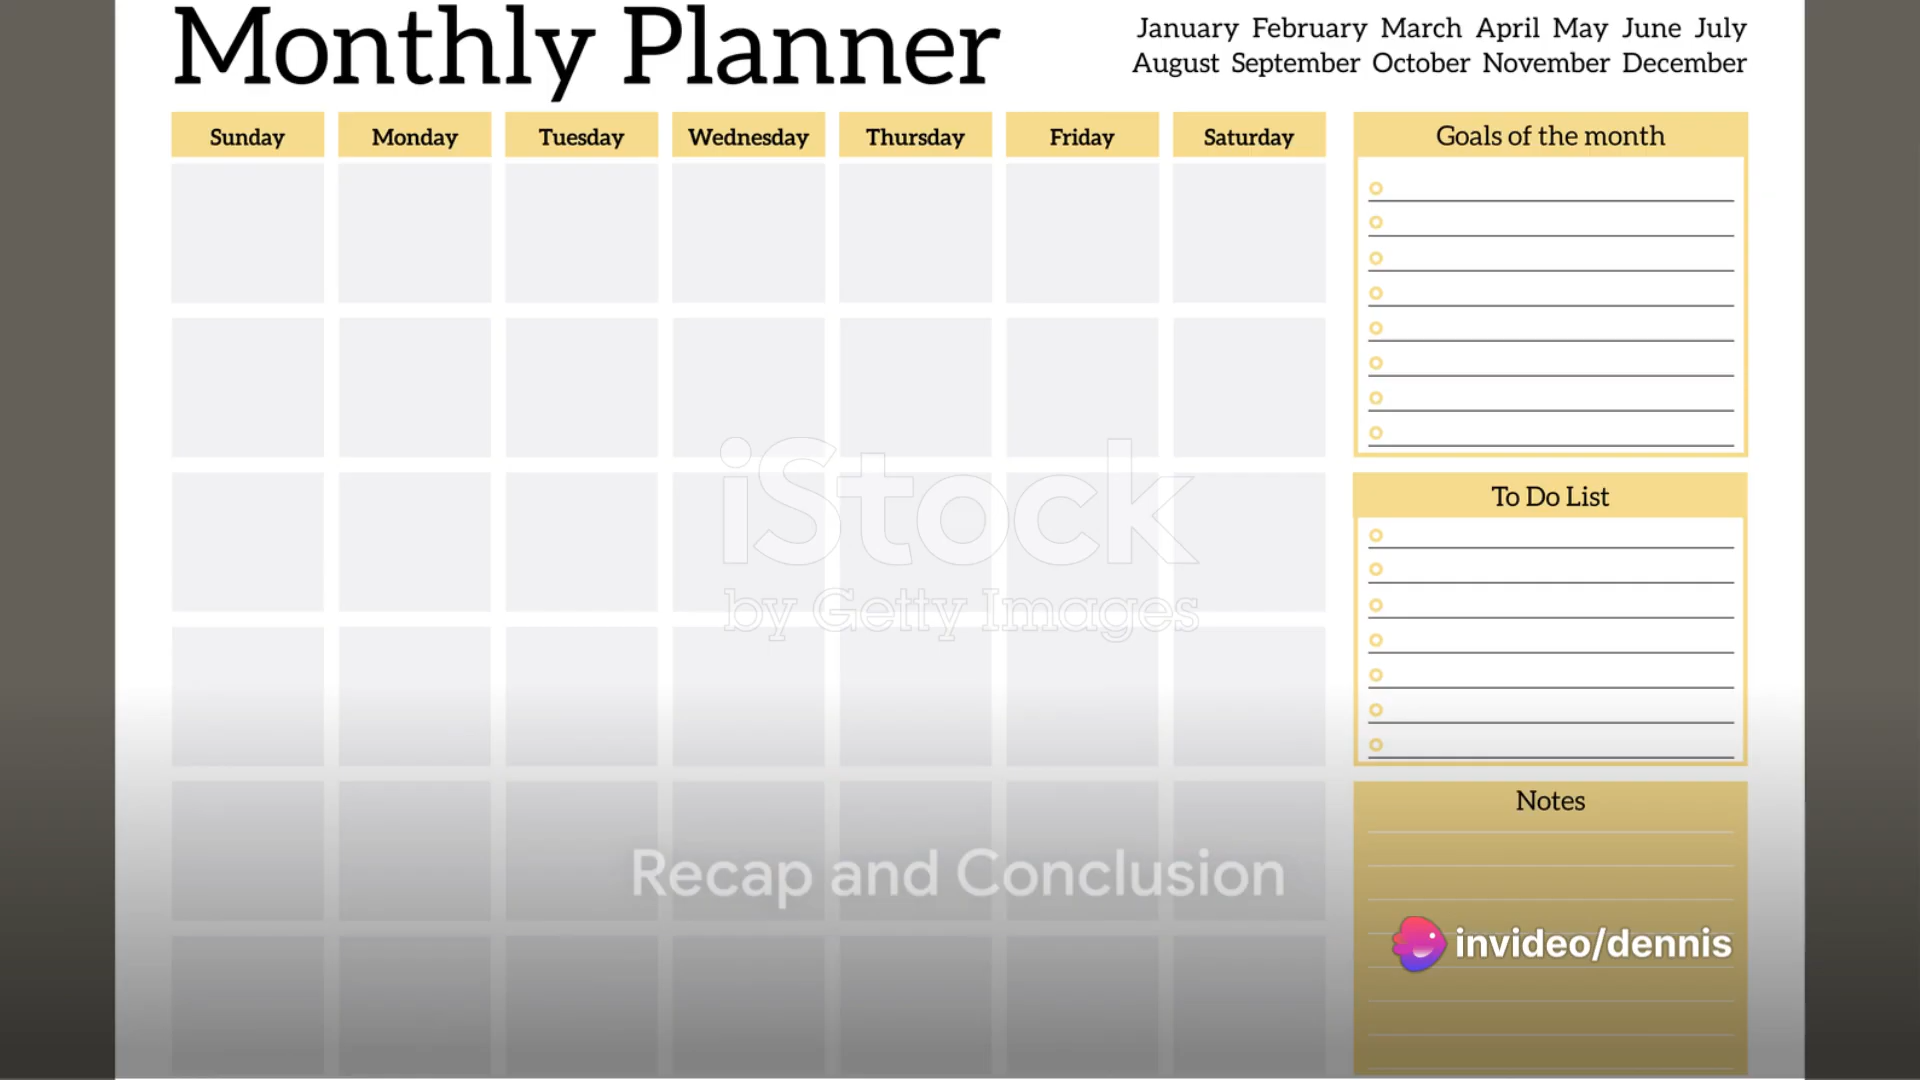 Monthly Planner
January February March April May June July
August September October November December
Sunday Monday Tuesday Wednesday Thursday Friday Saturday
Goals of the month
To Do List
iStock
by Getty Images
Notes
Recap and Conclusion
invideo/dennis